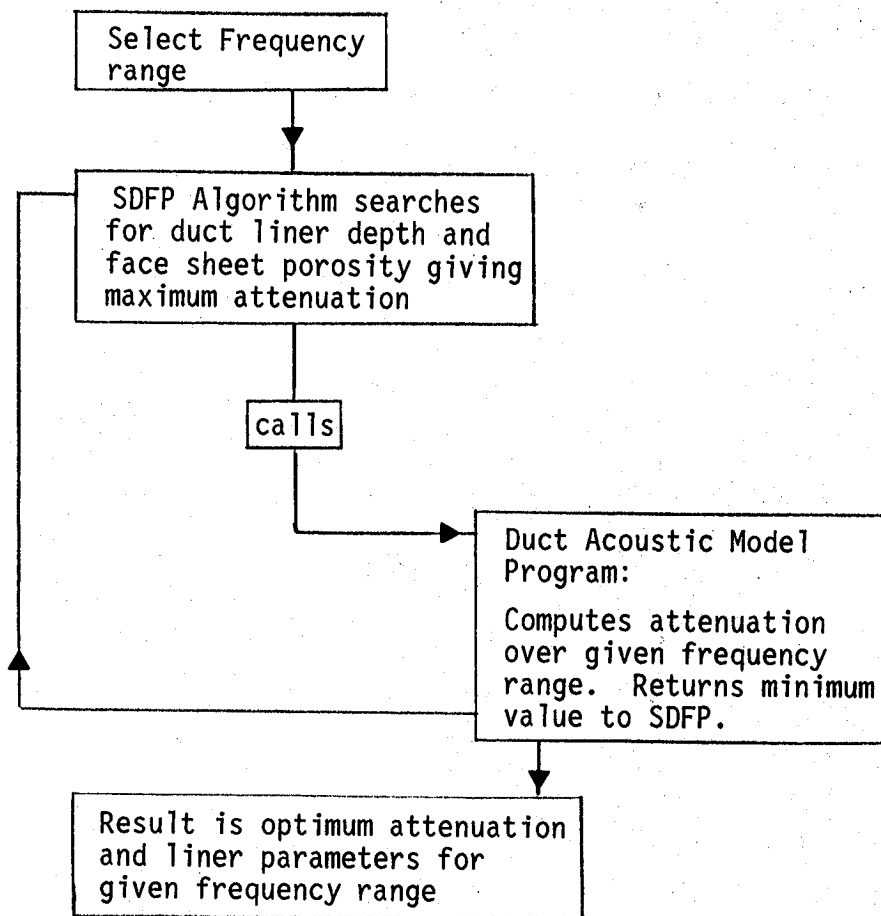 Select Frequency
range
SDFP Algorithm searches
for duct liner depth and
face sheet porosity giving
maximum attenuation
calls
Duct Acoustic Model
Program:
Computes attenuation
over given frequency
range. Returns minimum
value to SDFP.
Result is optimum attenuation
and liner parameters for
given frequency range